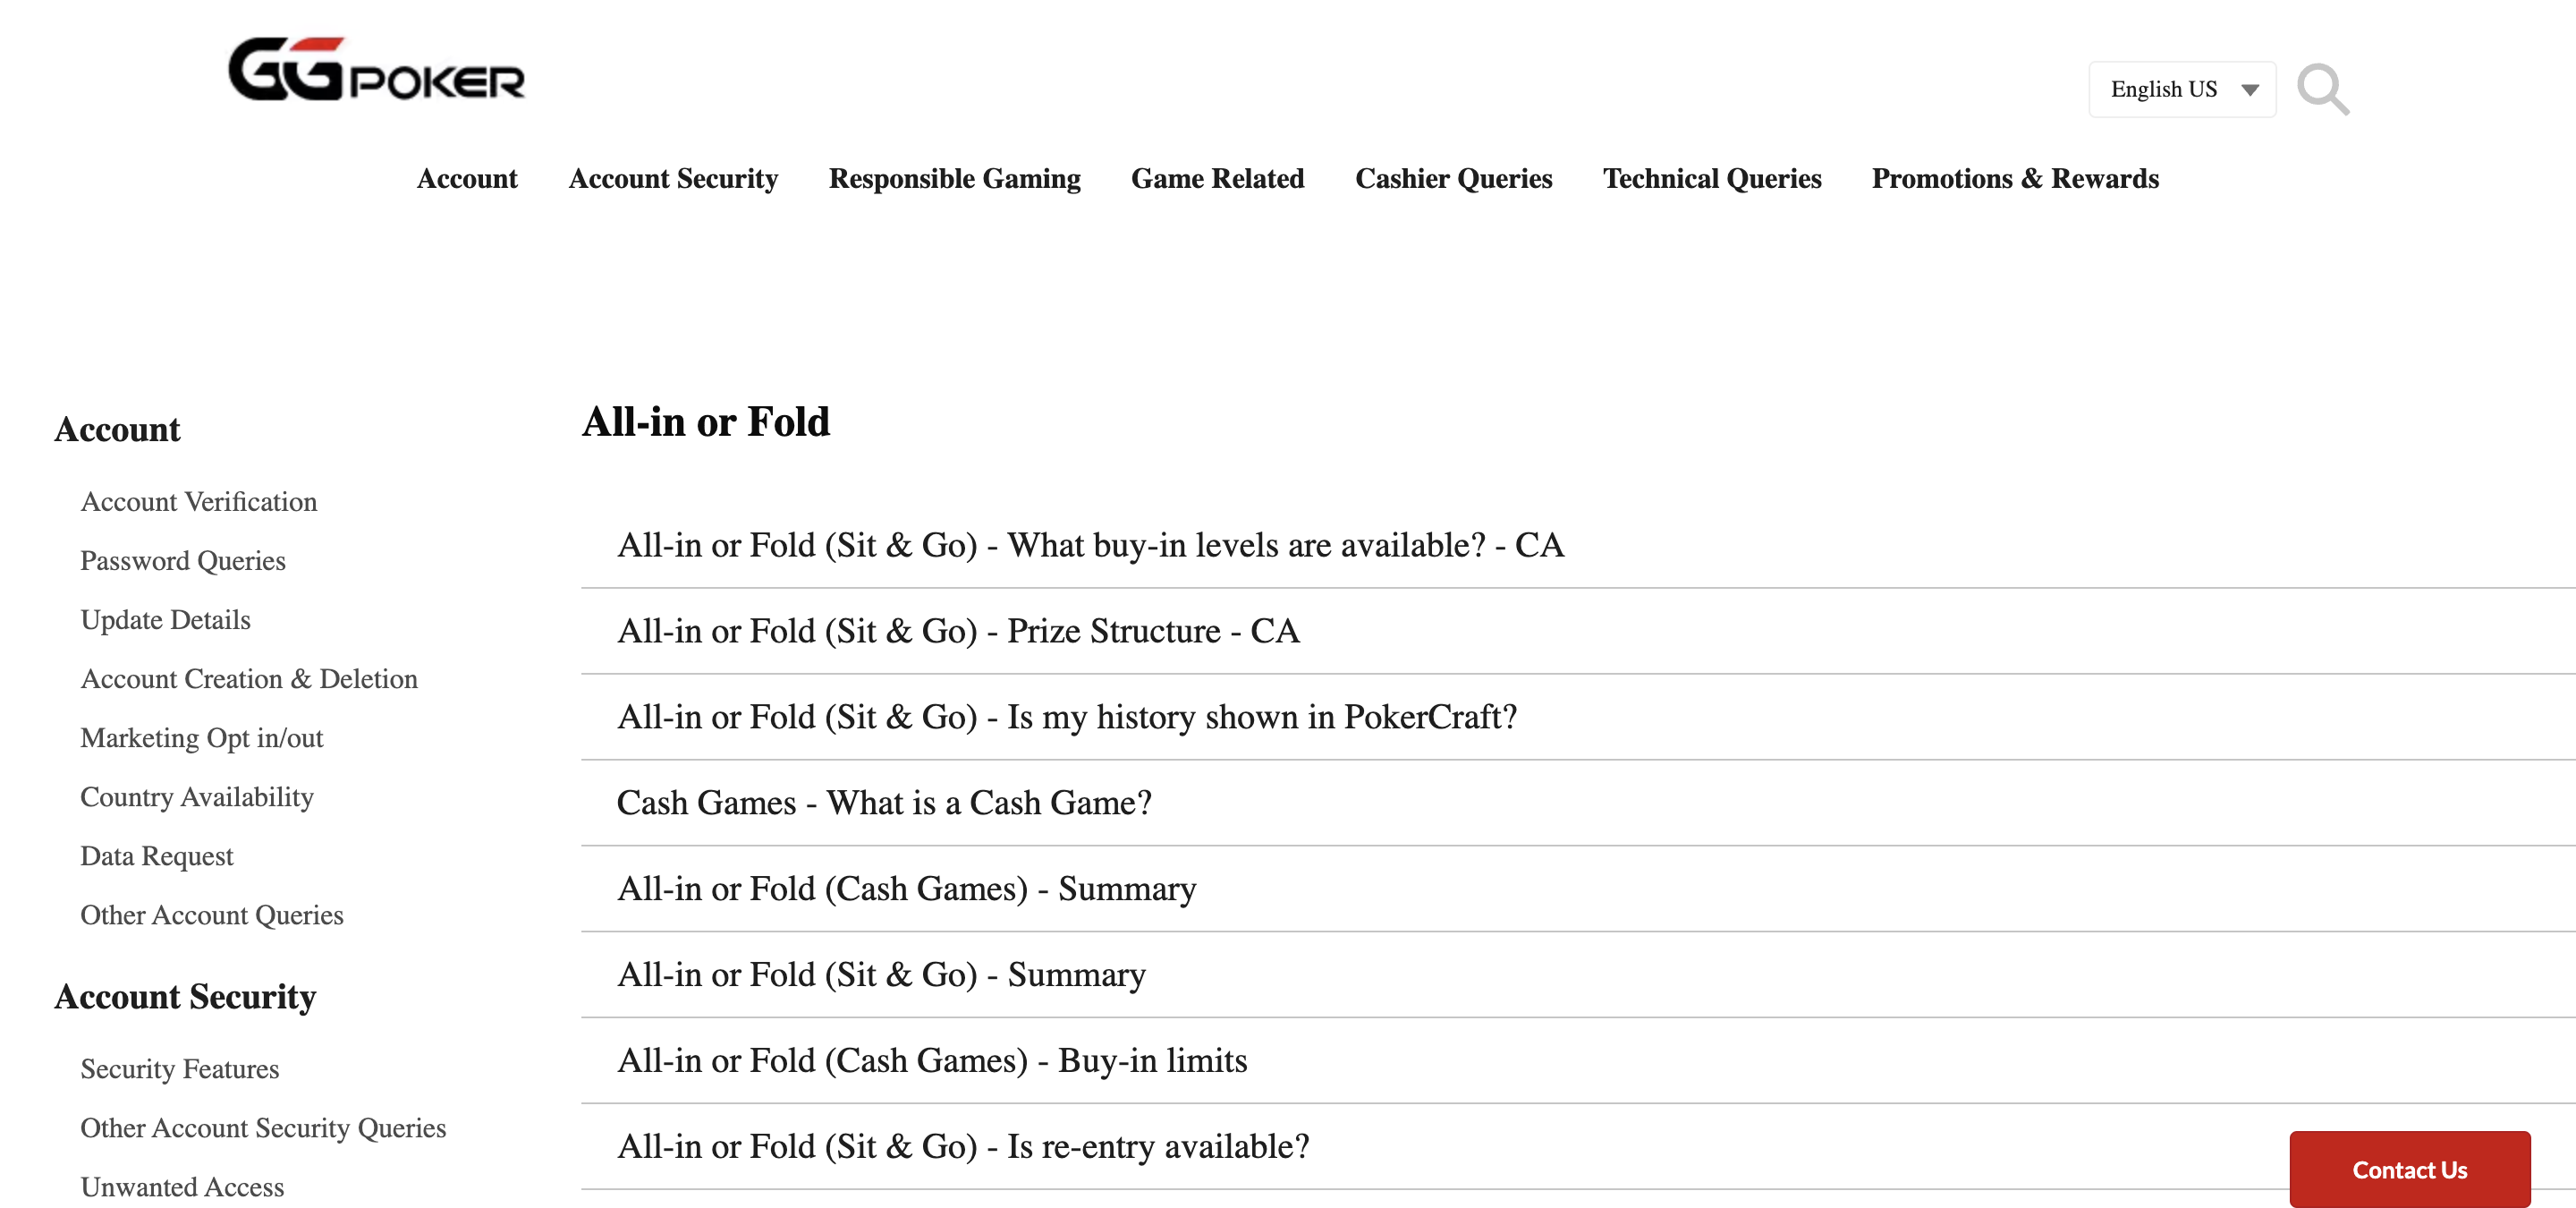 GGPOKER
English US
Account Account Security Responsible Gaming Game Related Cashier Queries Technical Queries Promotions & Rewards
Account
Account Verification
Password Queries
Update Details
Account Creation & Deletion
Marketing Opt in/out
Country Availability
Data Request
Other Account Queries
Account Security
Security Features
Other Account Security Queries
Unwanted Access
All-in or Fold
All-in or Fold (Sit & Go) - What buy-in levels are available? - CA
All-in or Fold (Sit & Go) - Prize Structure - CA
All-in or Fold (Sit & Go) - Is my history shown in PokerCraft?
Cash Games - What is a Cash Game?
All-in or Fold (Cash Games) - Summary
All-in or Fold (Sit & Go) - Summary
All-in or Fold (Cash Games) - Buy-in limits
All-in or Fold (Sit & Go) - Is re-entry available?
Contact Us